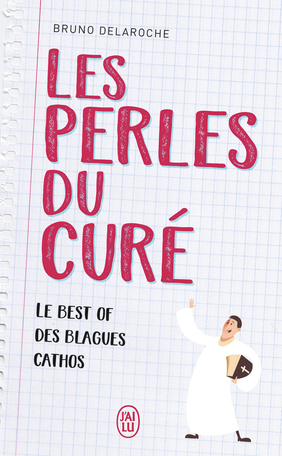 BRUNO DELAROCHE
LES
PERLES
DU
CURÉ
LE BEST OF
DES BLAGUES
CATHOS
J'AI
LU